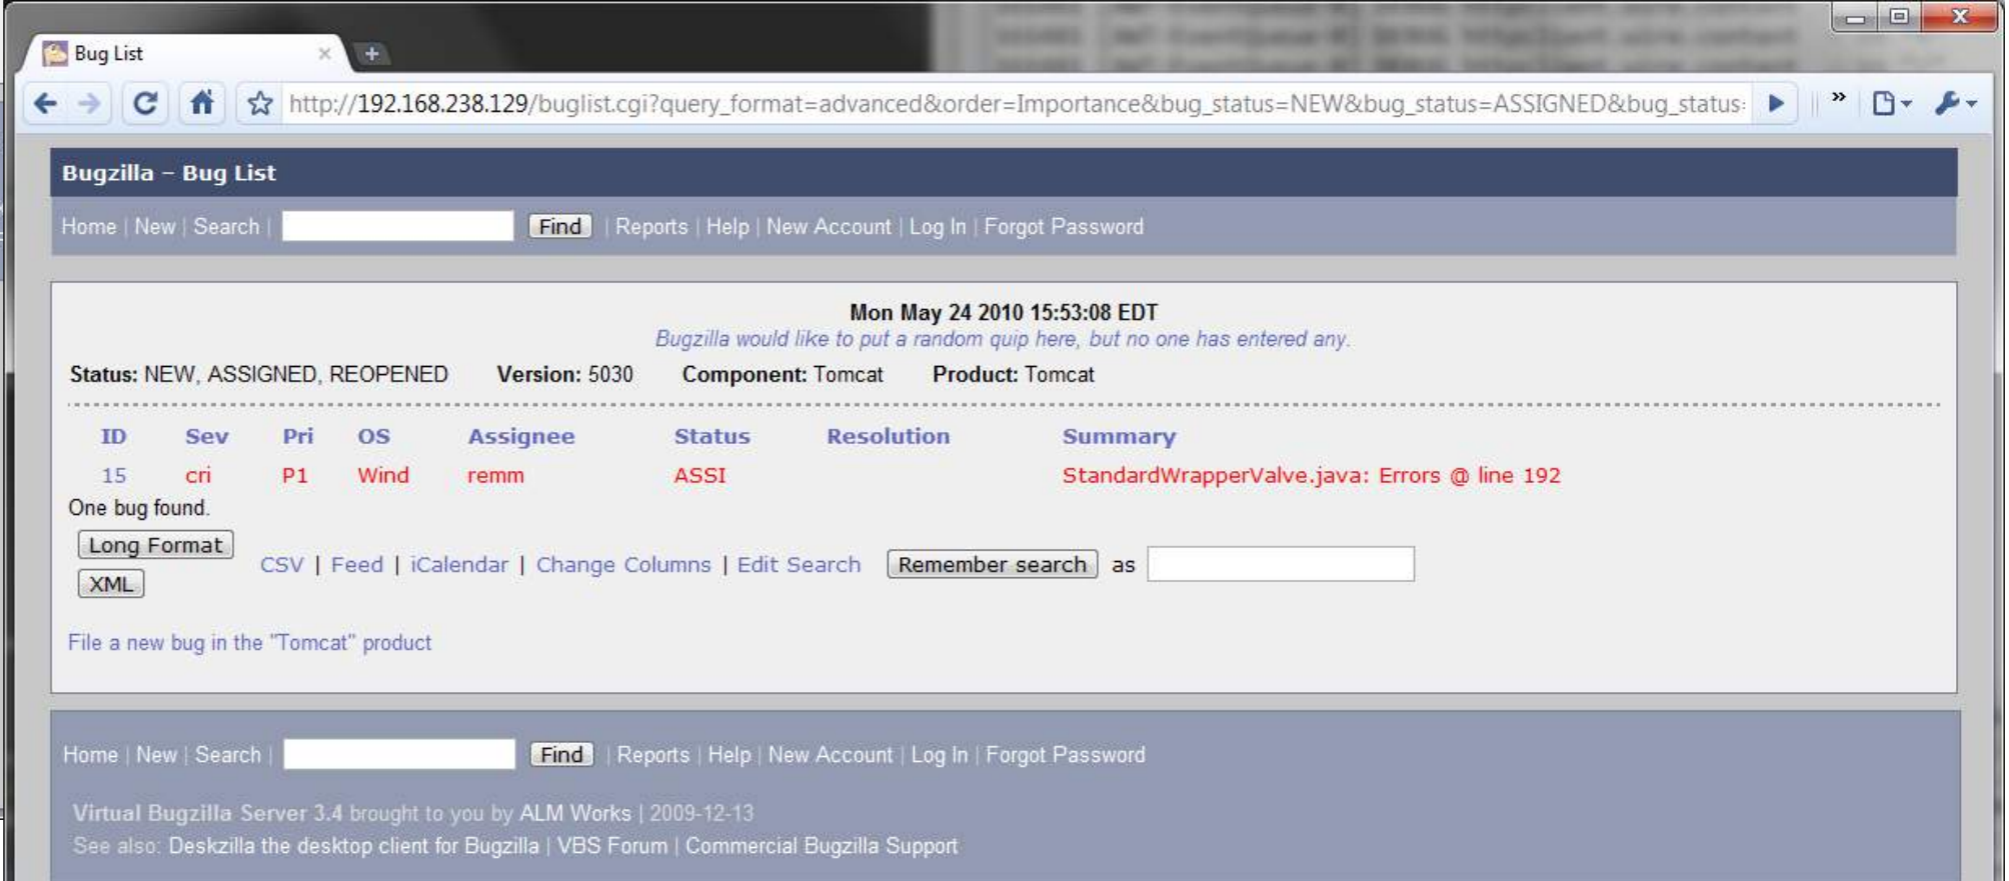 Bug List
http://192.168.238.129/buglist.cgi?query_format=advanced&order=Importance&bug_status=NEW&bug_status=ASSIGNED&bug_status:
Bugzilla – Bug List
Home | New | Search | Find | Reports | Help | New Account | Log In | Forgot Password
Mon May 24 2010 15:53:08 EDT
Bugzilla would like to put a random quip here, but no one has entered any.
Status: NEW, ASSIGNED, REOPENED Version: 5030 Component: Tomcat Product: Tomcat
ID Sev Pri OS Assignee Status Resolution Summary
15 cri P1 Wind remm ASSI StandardWrapperValve.java: Errors @ line 192
One bug found.
Long Format
CSV | Feed | iCalendar | Change Columns | Edit Search Remember search as
XML
File a new bug in the "Tomcat" product
Home | New | Search | Find | Reports | Help | New Account | Log In | Forgot Password
Virtual Bugzilla Server 3.4 brought to you by ALM Works | 2009-12-13
See also: Deskzilla the desktop client for Bugzilla | VBS Forum | Commercial Bugzilla Support